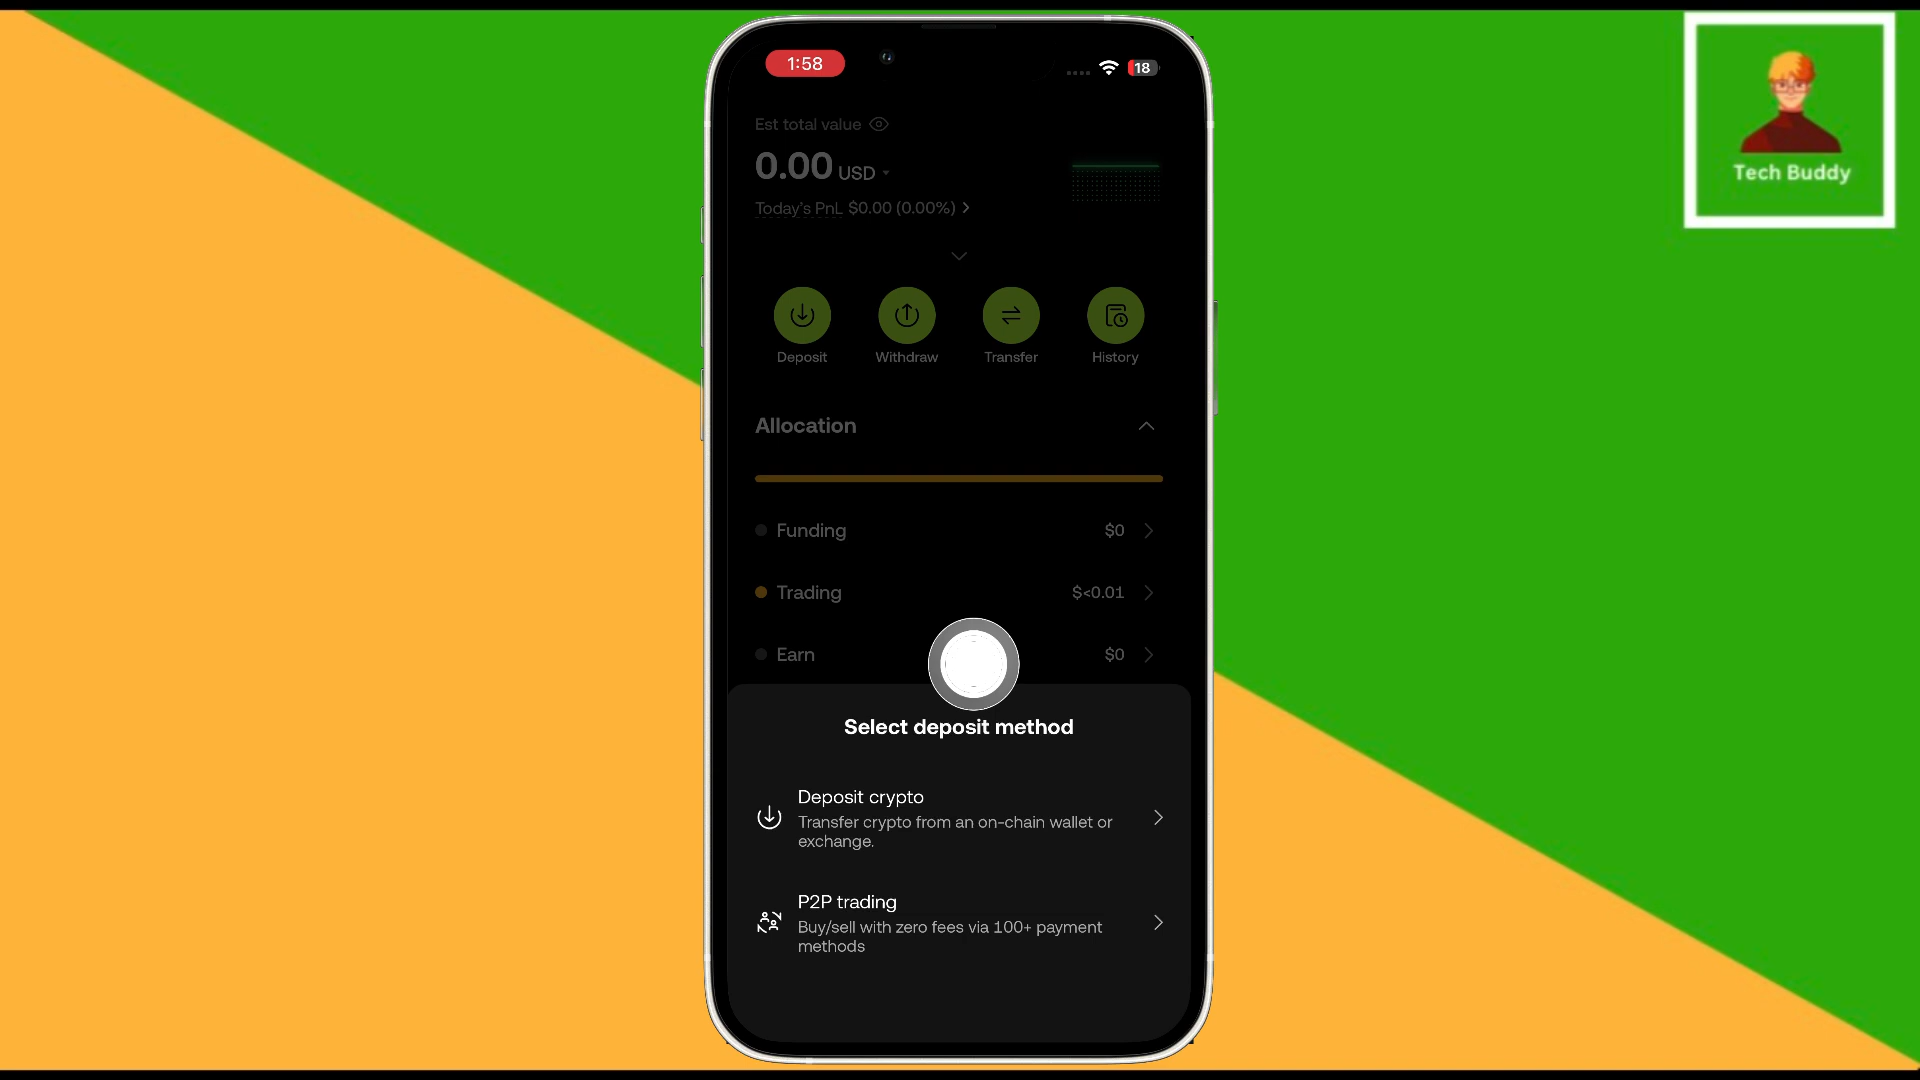 1:58
18
Tech Buddy
Est total value
0.00 USD
Today's PnL $0.00 (0.00%)
Deposit Withdraw Transfer History
Allocation
Funding $0
Trading $<0.01
Earn $0
Select deposit method
Deposit crypto
Transfer crypto from an on-chain wallet or
exchange.
P2P trading
Buy/sell with zero fees via 100+ payment
methods